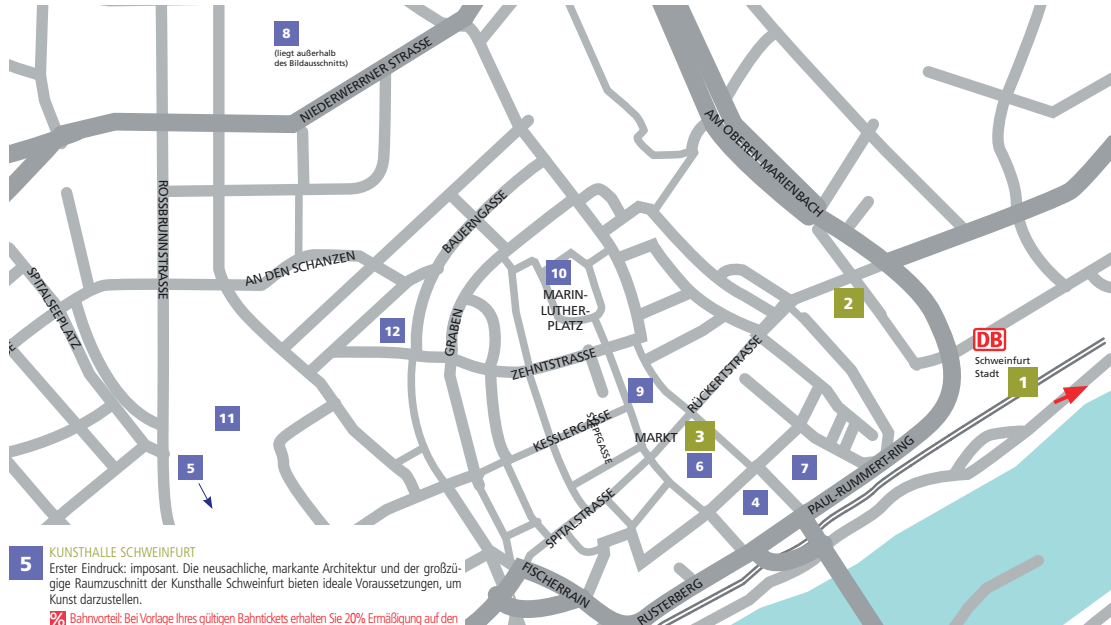 8
(liegt außerhalb
des Bildausschnitts)
NIEDERWERRNER STRASSE
AM OBEREN MARIENBACH
ROSSBRUNNSTRASSE
BAUERNGASSE
AN DEN SCHANZEN
SPITALSEEPLATZ
10
MARIN-
LUTHER-
PLATZ
2
12
GRABEN
ZEHNTSTRASSE
RÜCKERTSTRASSE
DB
Schweinfurt
Stadt
1
9
11
KESSLERGASSE
MARKT
3
5
6
7
4
SPITALSTRASSE
PAUL-RUMMERT-RING
FISCHERRAIN
RUSTERBERG
5
KUNSTHALLE SCHWEINFURT
Erster Eindruck: imposant. Die neusachliche, markante Architektur und der großzü-
gige Raumzuschnitt der Kunsthalle Schweinfurt bieten ideale Voraussetzungen, um
Kunst darzustellen.
% Bahnvorteil: Bei Vorlage Ihres gültigen Bahntickets erhalten Sie 20% Ermäßigung auf den